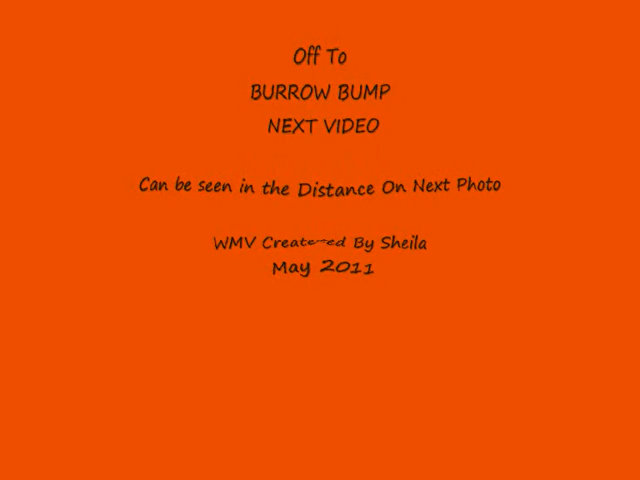 Off To
BURROW BUMP
NEXT VIDEO
Can be seen in the Distance On Next Photo
WMV Created By Sheila
May 2011